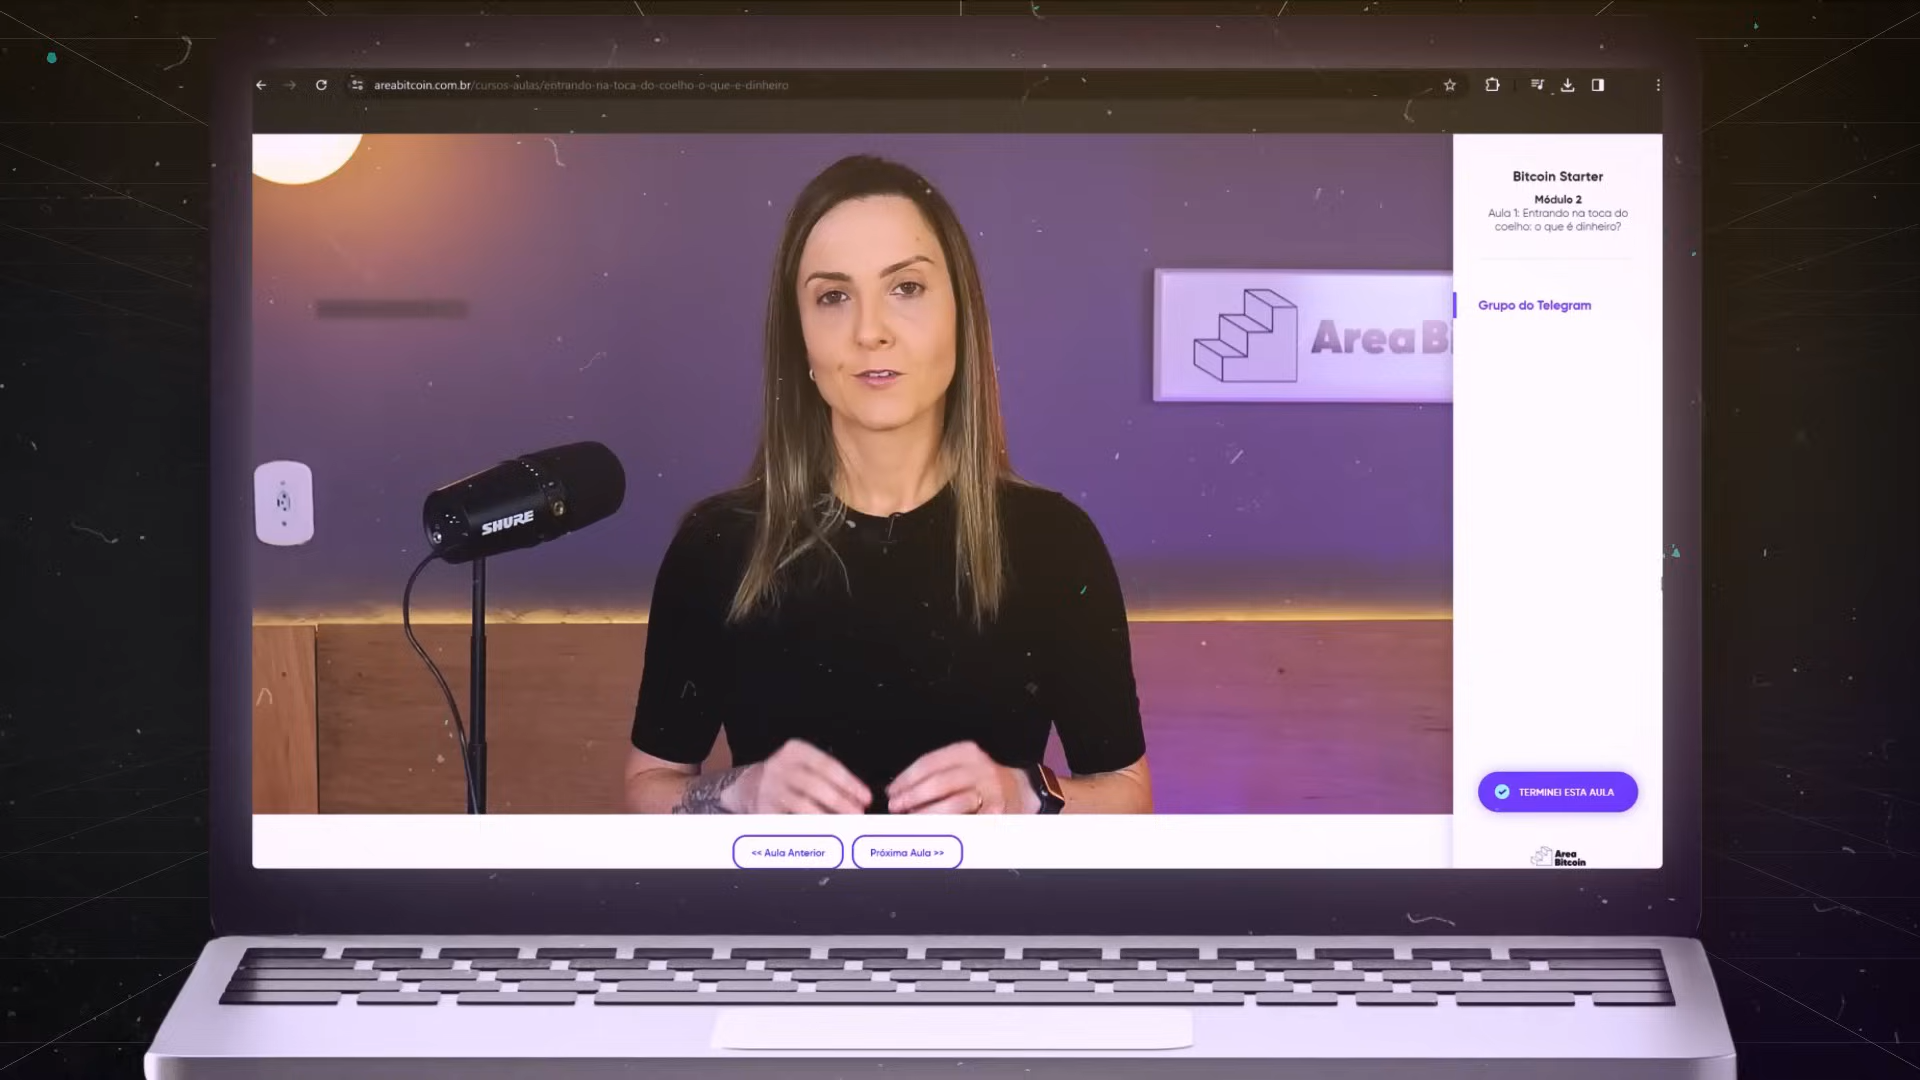 areabitcoin.com.br/cursos-aulas/entrando-na-toca-do-coelho-o-que-e-dinheiro
Bitcoin Starter
Módulo 2
Aula 1: Entrando na toca do
coelho: o que é dinheiro?
Grupo do Telegram
Area Bi
SHURE
TERMINEI ESTA AULA
<< Aula Anterior
Próxima Aula >>
Area
Bitcoin